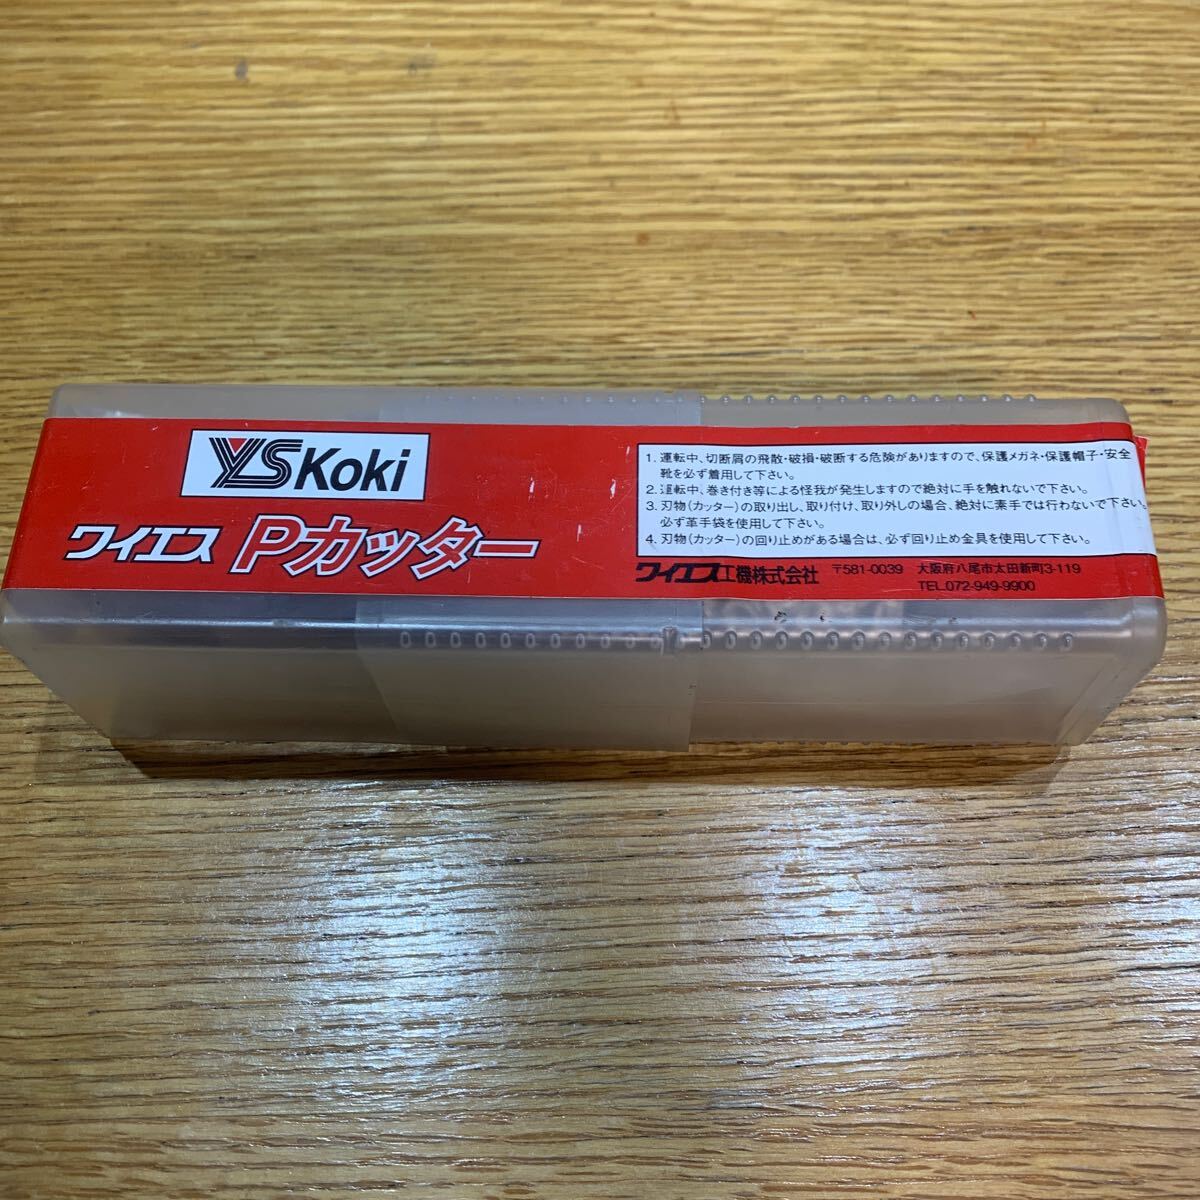 YS Koki
ワイエス Pカッター
1. 運転中、切断屑の飛散・破損・破断する危険がありますので、保護メガネ・保護帽子・安全
靴を必ず着用して下さい。
2. 運転中、巻き付き等による怪我が発生しますので絶対に手を触れないで下さい。
3. 刃物(カッター)の取り出し、取り付け、取り外しの場合、絶対に素手では行わないで下さい。
必ず革手袋を使用して下さい。
4. 刃物(カッター)の回り止めがある場合は、必ず回り止め金具を使用して下さい。
ワイエス工機株式会社 〒581-0039 大阪府八尾市太田新町3-119
TEL.072-949-9900